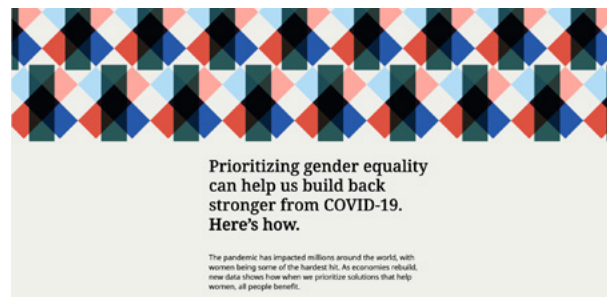 Prioritizing gender equality
can help us build back
stronger from COVID-19.
Here’s how.
The pandemic has impacted millions around the world, with
women being some of the hardest hit. As economies rebuild,
new data shows how when we prioritize solutions that help
women, all people benefit.